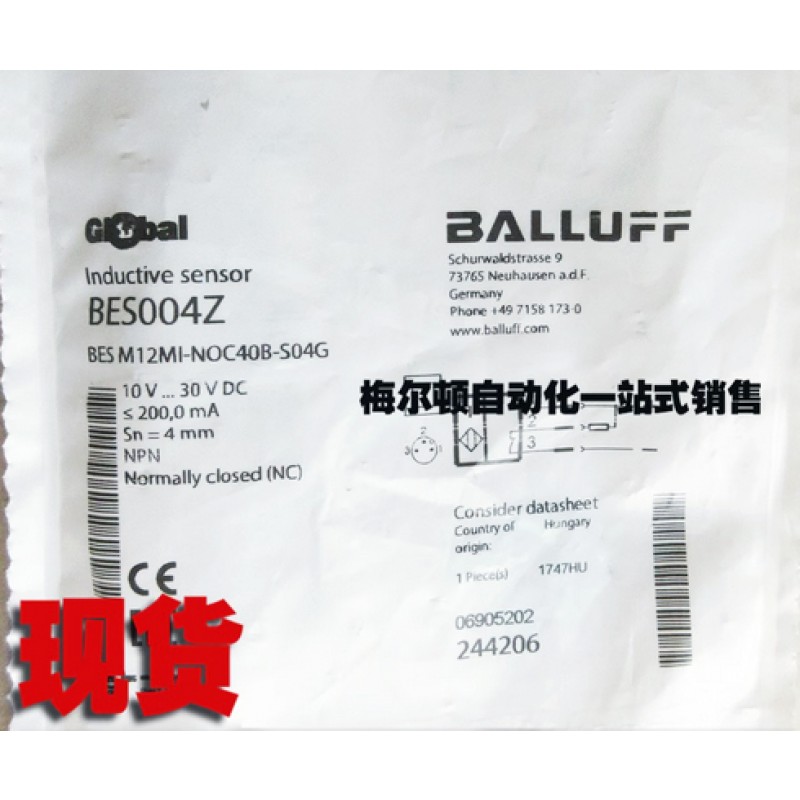 Global
Inductive sensor
BES004Z
BES M12MI-NOC40B-S04G
10 V ... 30 V DC
≤ 200,0 mA
Sn = 4 mm
NPN
Normally closed (NC)
CE
现货
BALLUFF
Schurwaldstrasse 9
73765 Neuhausen a.d.F.
Germany
Phone +49 7158 173-0
www.balluff.com
梅尔顿自动化一站式销售
2
3 1
2
3
Consider datasheet
Country of Hungary
origin:
1 Piece(s) 1747HU
06905202
244206